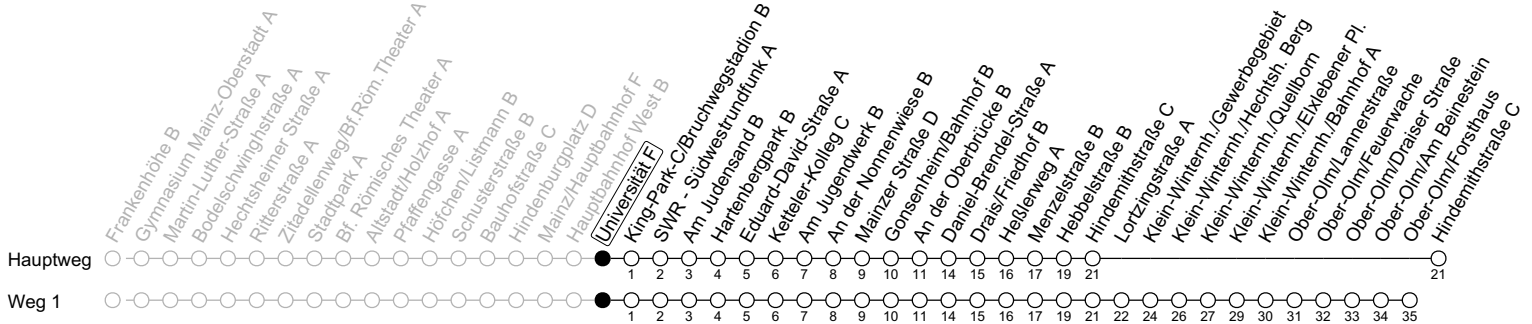 Frankenhöhe B
Gymnasium Mainz-Oberstadt A
Martin-Luther-Straße A
Bodelschwinghstraße A
Hechtsheimer Straße A
Ritterstraße A
Zitadellenweg/Bf.Röm. Theater A
Stadtpark A
Bf. Römisches Theater A
Altstadt/Holzhof A
Pfaffengasse A
Höfchen/Listmann B
Schusterstraße B
Bauhofstraße C
Hindenburgplatz D
Mainz/Hauptbahnhof F
Hauptbahnhof West B
Universität F
King-Park-C/Bruchwegstadion B
SWR - Südwestrundfunk A
Am Judensand B
Hartenbergpark B
Eduard-David-Straße A
Ketteler-Kolleg C
Am Jugendwerk B
An der Nonnenwiese B
Mainzer Straße D
Gonsenheim/Bahnhof B
An der Oberbrücke B
Daniel-Brendel-Straße A
Drais/Friedhof B
Heßlerweg A
Menzelstraße B
Hebbelstraße B
Hindemithstraße C
Lortzingstraße A
Klein-Winternh./Gewerbegebiet
Klein-Winternh./Hechtsh. Berg
Klein-Winternh./Quellborn
Klein-Winternh./Exlebener Pl.
Klein-Winternh./Bahnhof A
Ober-Olm/Lannerstraße
Ober-Olm/Feuerwache
Ober-Olm/Draiser Straße
Ober-Olm/Am Beinestein
Ober-Olm/Forsthaus
Hindemithstraße C
Hauptweg
1 2 3 4 5 6 7 8 9 10 11 14 15 16 17 19 21 21
Weg 1
1 2 3 4 5 6 7 8 9 10 11 14 15 16 17 19 21 22 24 26 27 29 30 31 32 33 34 35